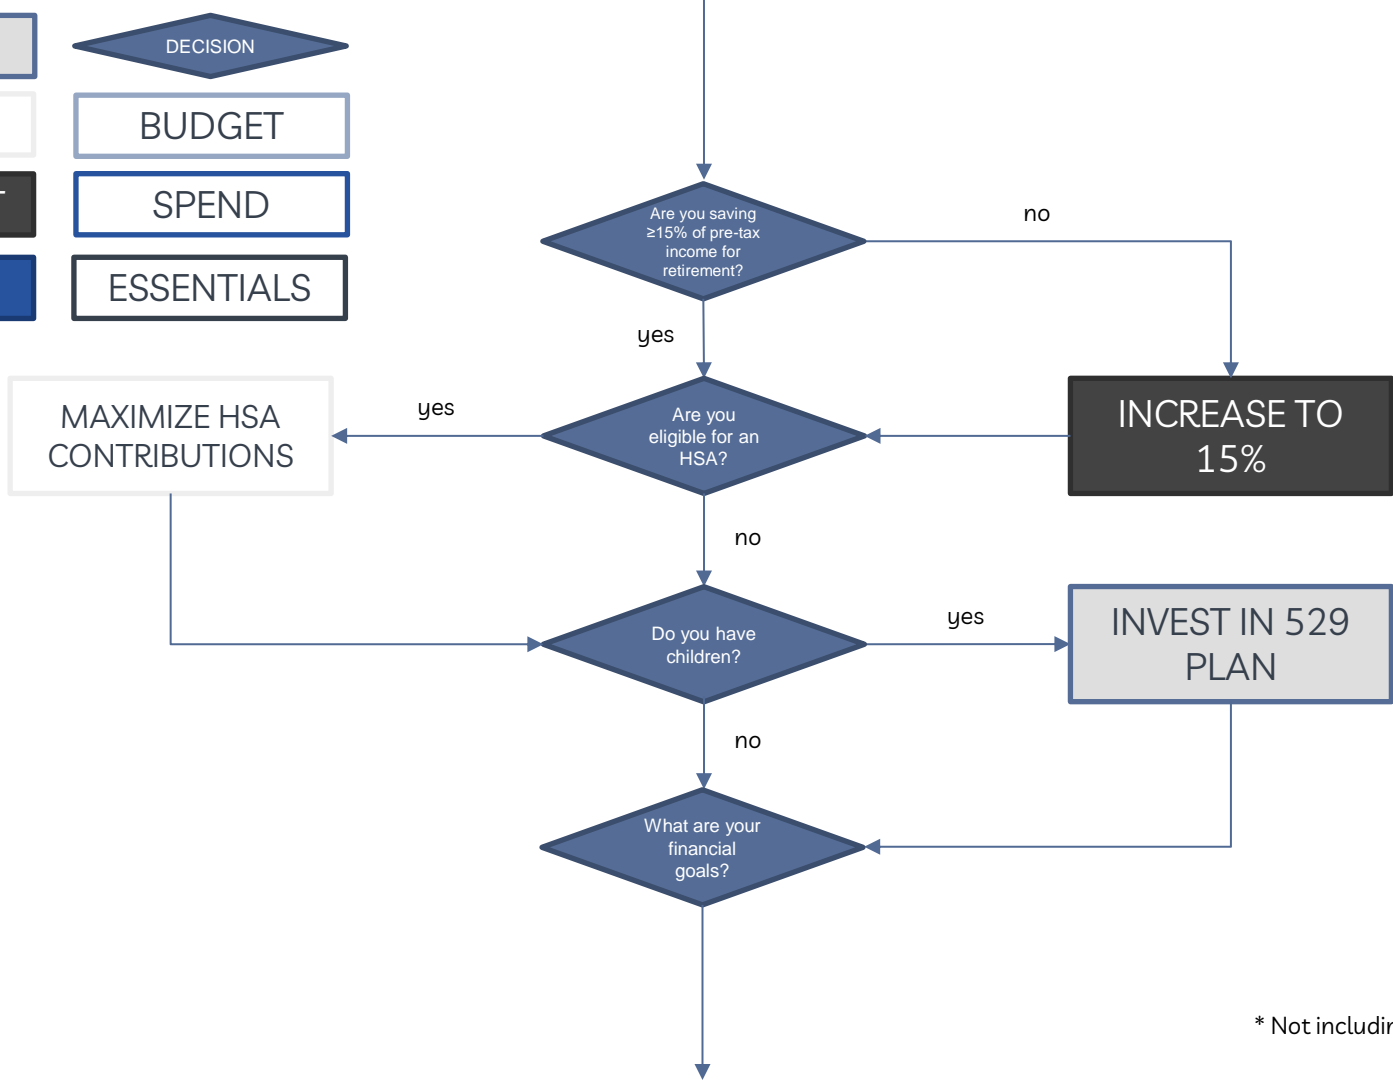 DECISION
BUDGET
SPEND
ESSENTIALS
Are you saving
≥15% of pre-tax
income for
retirement?
no
yes
MAXIMIZE HSA
CONTRIBUTIONS
yes
Are you
eligible for an
HSA?
INCREASE TO
15%
no
Do you have
children?
yes
INVEST IN 529
PLAN
no
What are your
financial
goals?
* Not